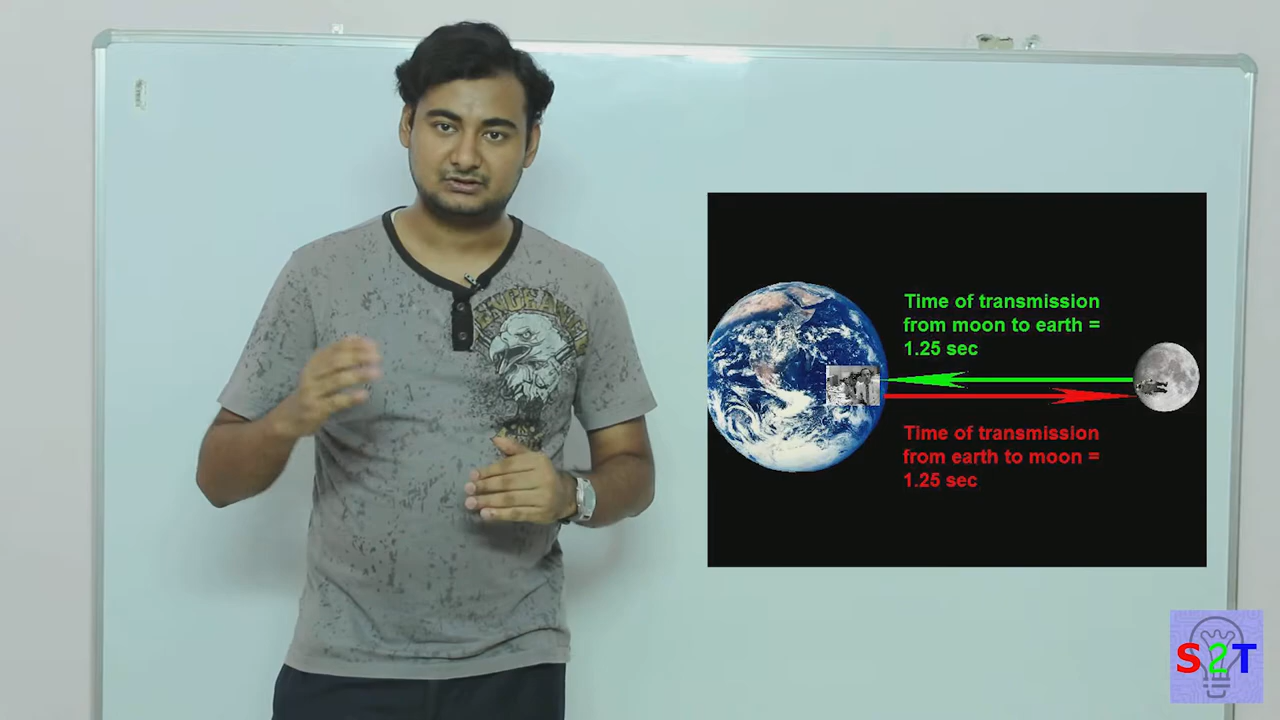 Time of transmission
from moon to earth =
1.25 sec
Time of transmission
from earth to moon =
1.25 sec
S2T